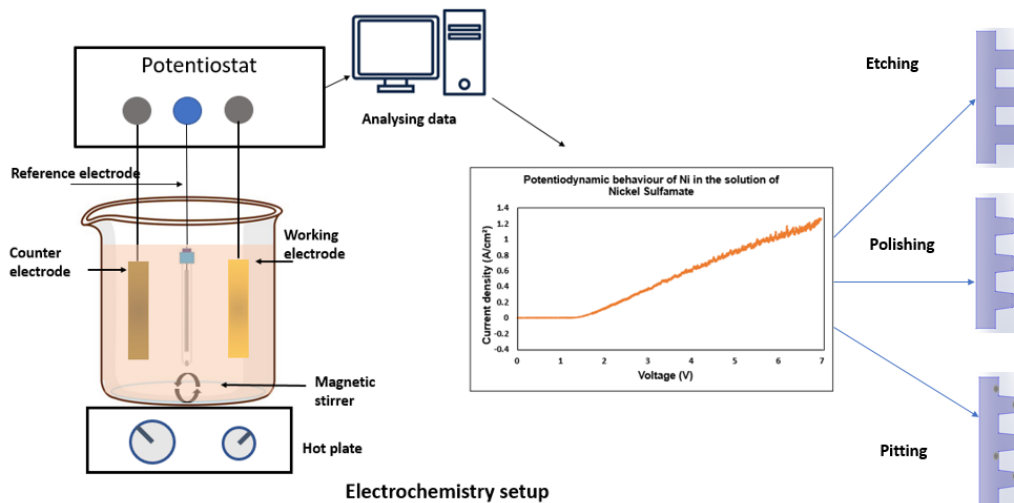 Potentiostat
Analysing data
Reference electrode
Counter
electrode
Working
electrode
Magnetic
stirrer
Hot plate
Electrochemistry setup
Potentiodynamic behaviour of Ni in the solution of
Nickel Sulfamate
Current density (A/cm²)
1.4
1.2
1
0.8
0.6
0.4
0.2
0
-0.2
-0.4
0 1 2 3 4 5 6 7
Voltage (V)
Etching
Polishing
Pitting